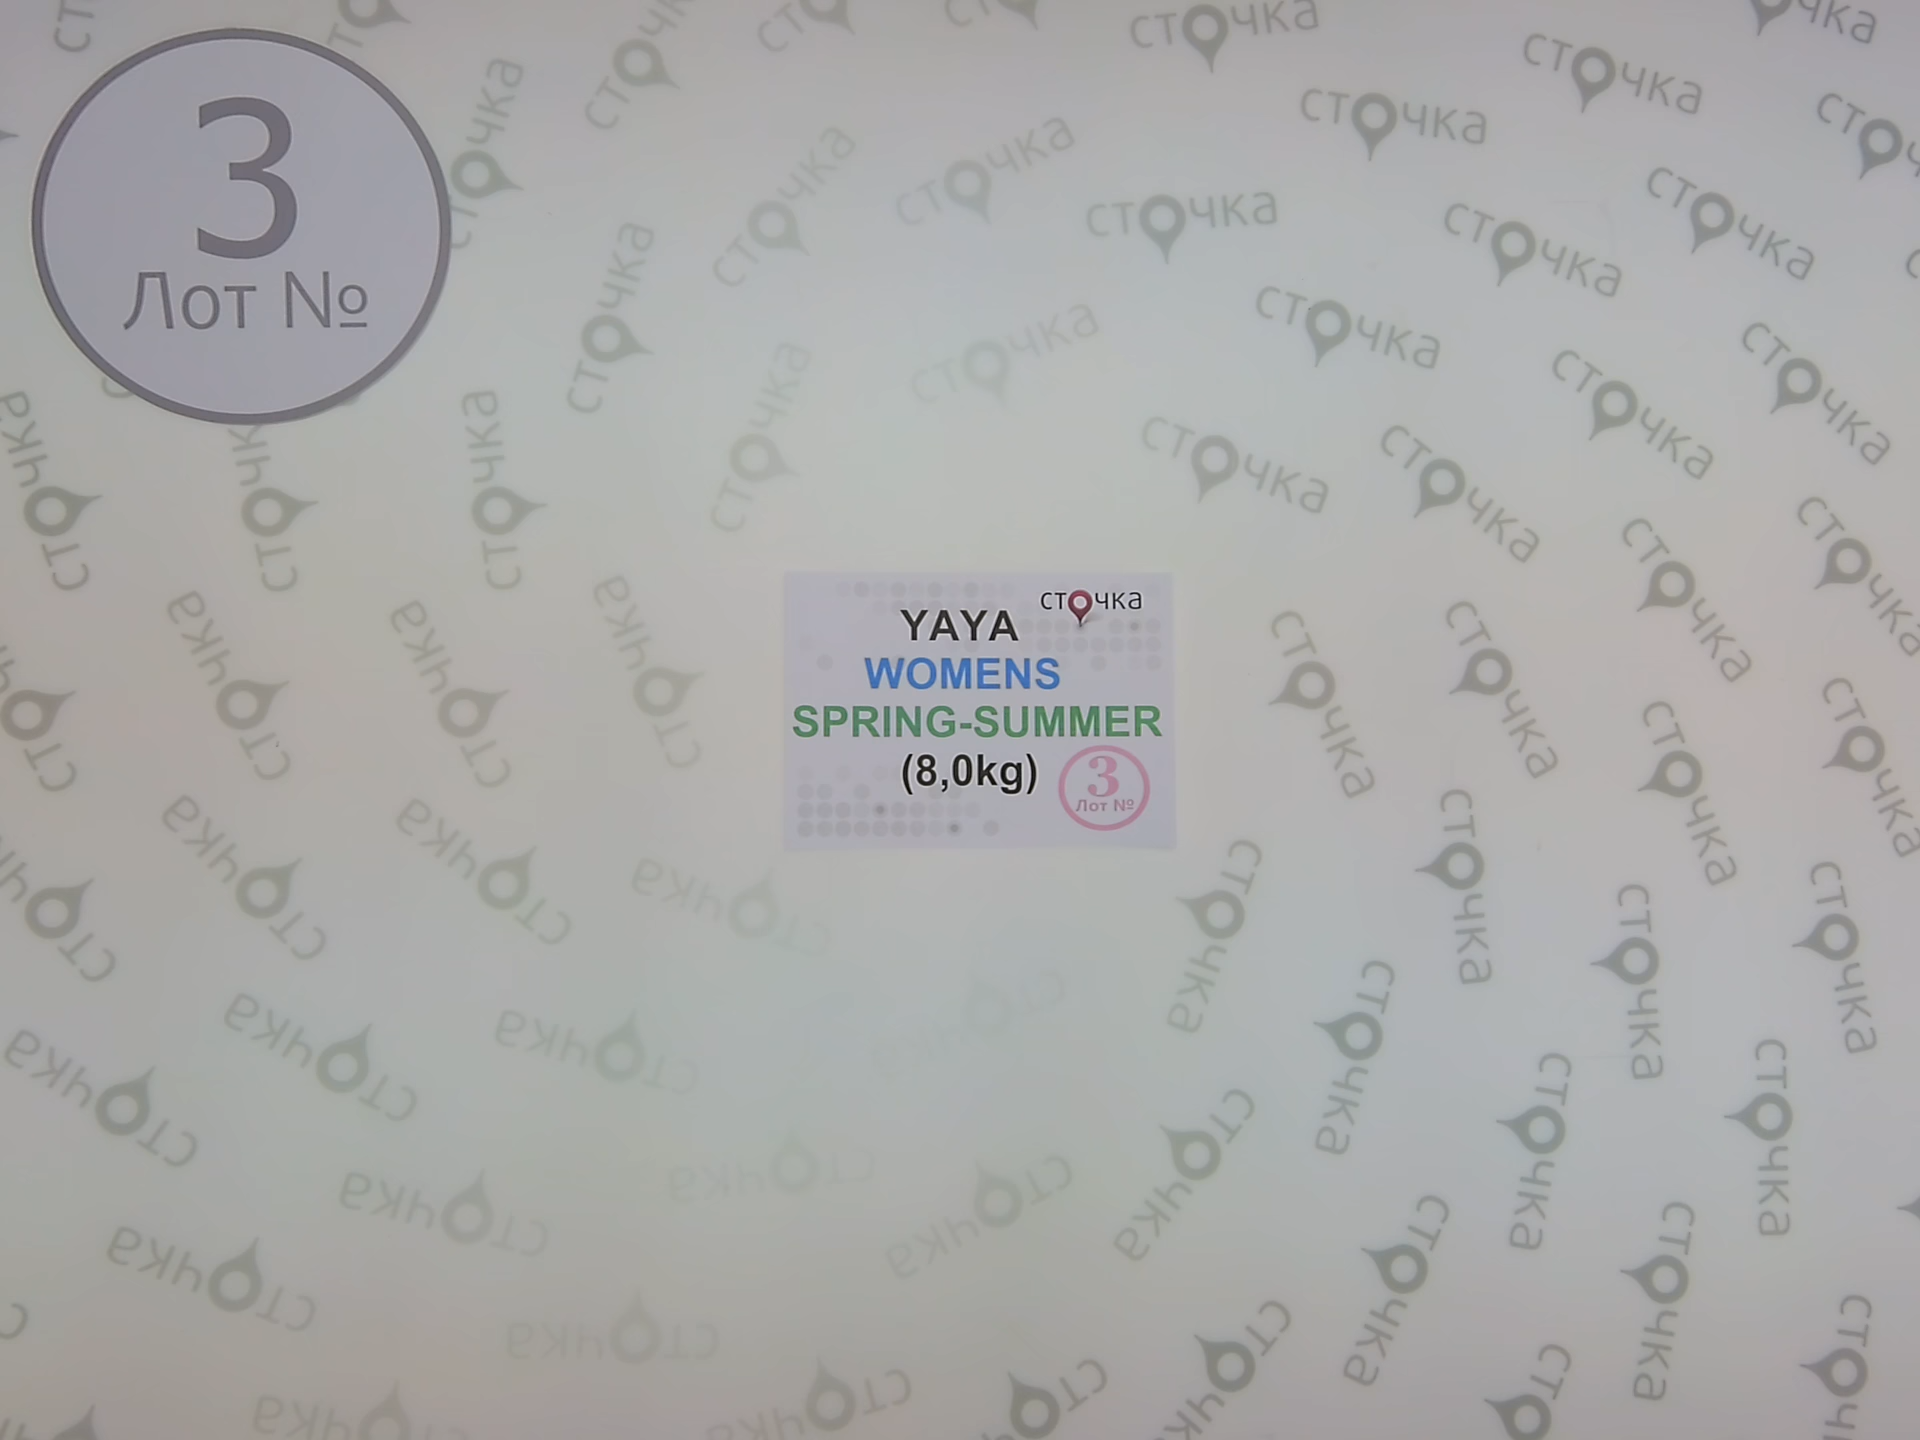 3
Лот №
сточка
YAYA
WOMENS
SPRING-SUMMER
(8,0kg)
3
Лот №